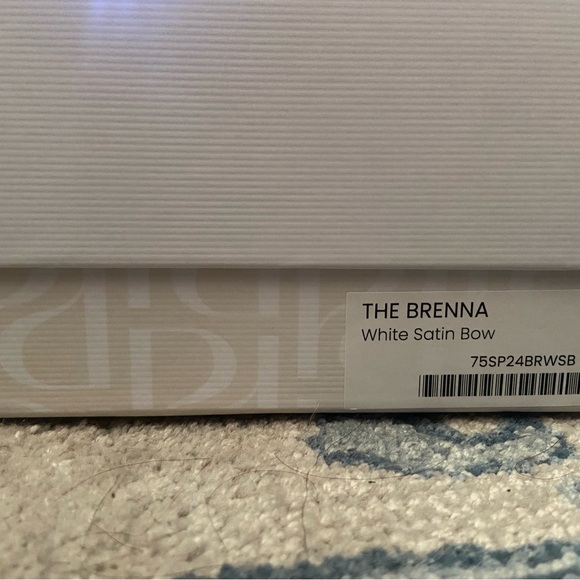 THE BRENNA
White Satin Bow
75SP24BRWSB